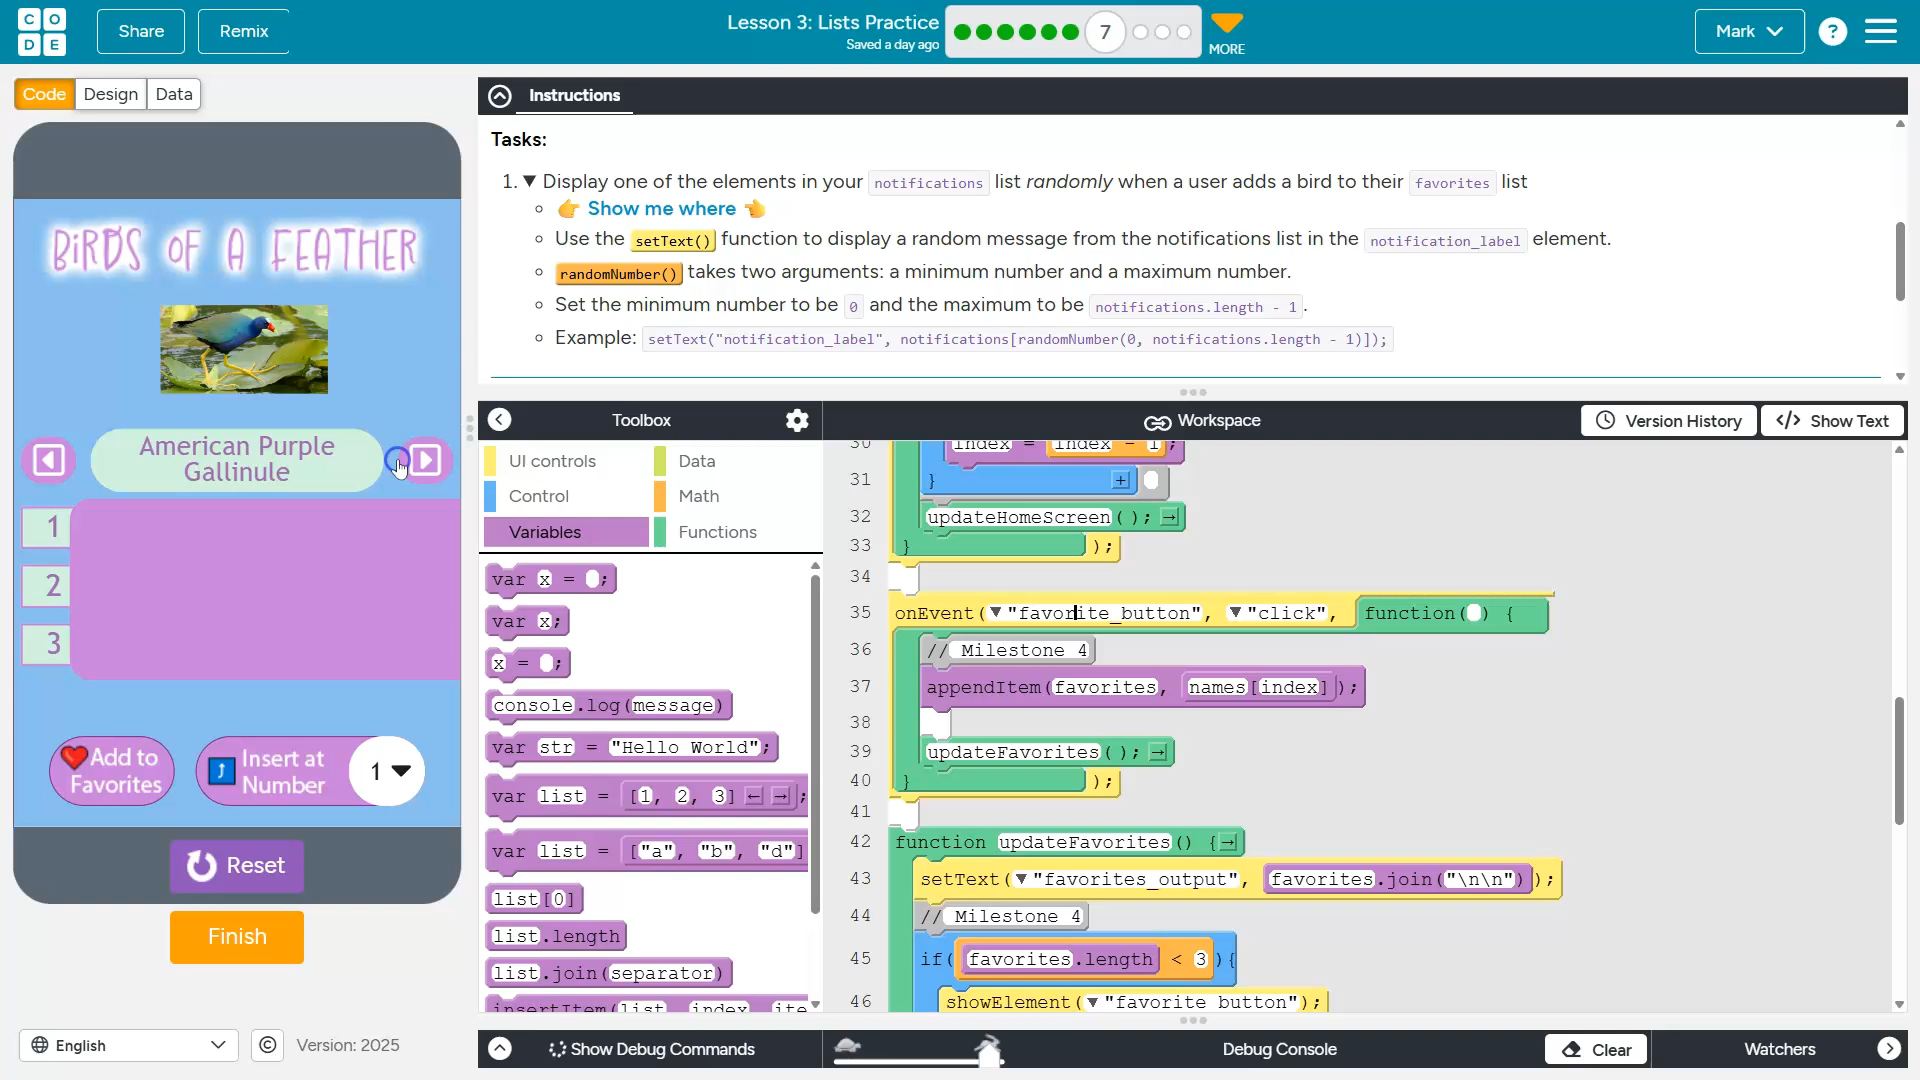 CODE
Share
Remix
Lesson 3: Lists Practice
Saved a day ago
7
MORE
Mark
?
Code
Design
Data
Instructions
Tasks:
1. ▼ Display one of the elements in your notifications list randomly when a user adds a bird to their favorites list
👉 Show me where 👈
Use the setText() function to display a random message from the notifications list in the notification_label element.
randomNumber() takes two arguments: a minimum number and a maximum number.
Set the minimum number to be 0 and the maximum to be notifications.length - 1.
Example: setText("notification_label", notifications[randomNumber(0, notifications.length - 1)]);
BIRDS OF A FEATHER
American Purple
Gallinule
1
2
3
Add to
Favorites
Insert at
Number
1
Reset
Finish
English
©
Version: 2025
Toolbox
UI controls
Data
Control
Math
Variables
Functions
var x = ;
var x;
x = ;
console.log(message)
var str = "Hello World";
var list = [1, 2, 3] ← → ;
var list = ["a", "b", "d"]
list[0]
list.length
list.join(separator)
insertItem(list, index, ite
Workspace
Version History
</> Show Text
30 index = index - 1;
31 } +
32 updateHomeScreen(); →
33 } );
34
35 onEvent(▼"favorite_button", ▼"click", function() {
36 // Milestone 4
37 appendItem(favorites, names[index]);
38
39 updateFavorites(); →
40 } );
41
42 function updateFavorites() { →
43 setText(▼"favorites_output", favorites.join("\n\n"));
44 // Milestone 4
45 if( favorites.length < 3 ){
46 showElement(▼"favorite_button");
Show Debug Commands
Debug Console
Clear
Watchers